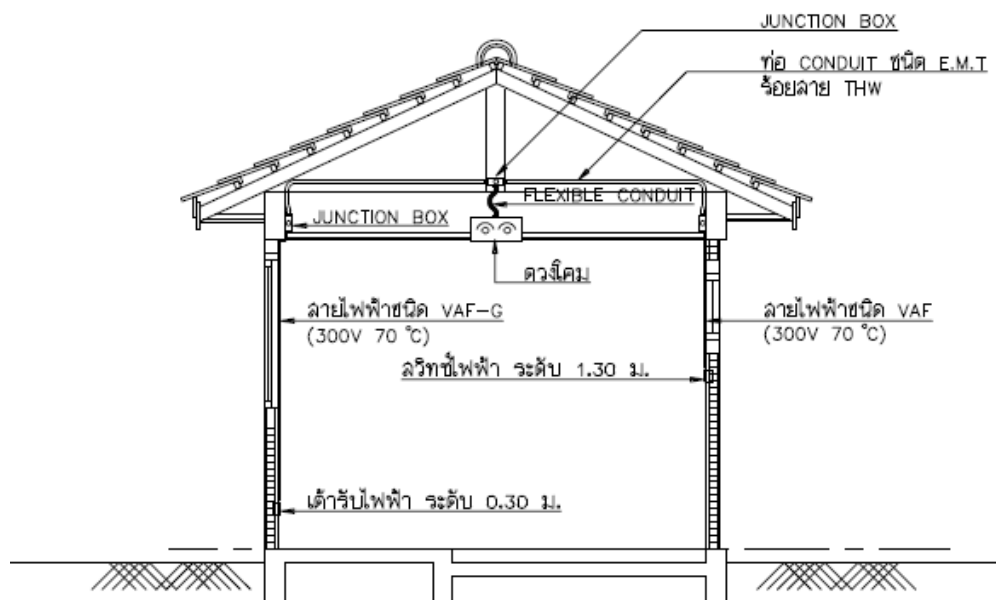 JUNCTION BOX
ท่อ CONDUIT ชนิด E.M.T
ร้อยสาย THW
FLEXIBLE CONDUIT
JUNCTION BOX
ดวงโคม
สายไฟฟ้าชนิด VAF-G
(300V 70 °C)
สายไฟฟ้าชนิด VAF
(300V 70 °C)
สวิทซ์ไฟฟ้า ระดับ 1.30 ม.
เต้ารับไฟฟ้า ระดับ 0.30 ม.